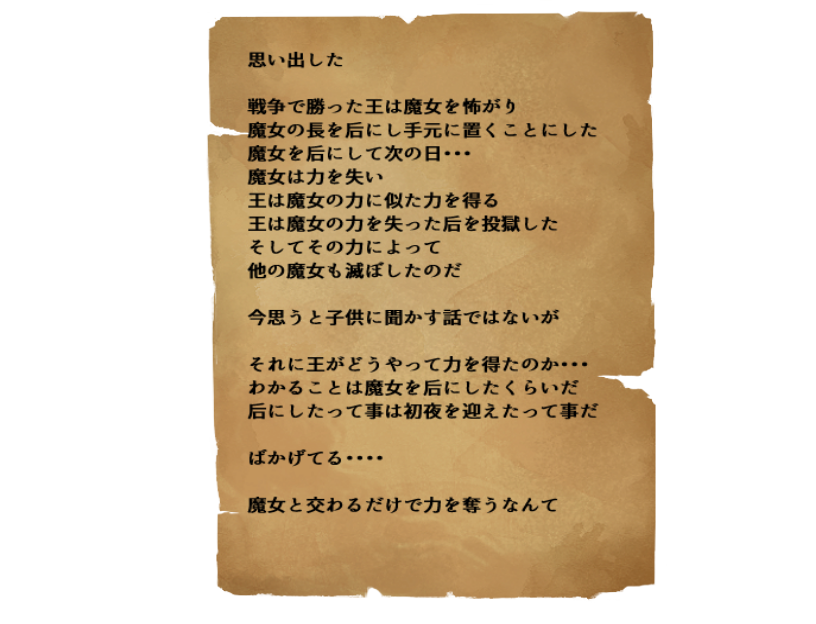 思い出した
戦争で勝った王は魔女を怖がり
魔女の長を后にし手元に置くことにした
魔女を后にして次の日･･･
魔女は力を失い
王は魔女の力に似た力を得る
王は魔女の力を失った后を投獄した
そしてその力によって
他の魔女も滅ぼしたのだ
今思うと子供に聞かす話ではないが
それに王がどうやって力を得たのか･･･
わかることは魔女を后にしたくらいだ
后にしたって事は初夜を迎えたって事だ
ばかげてる････
魔女と交わるだけで力を奪うなんて